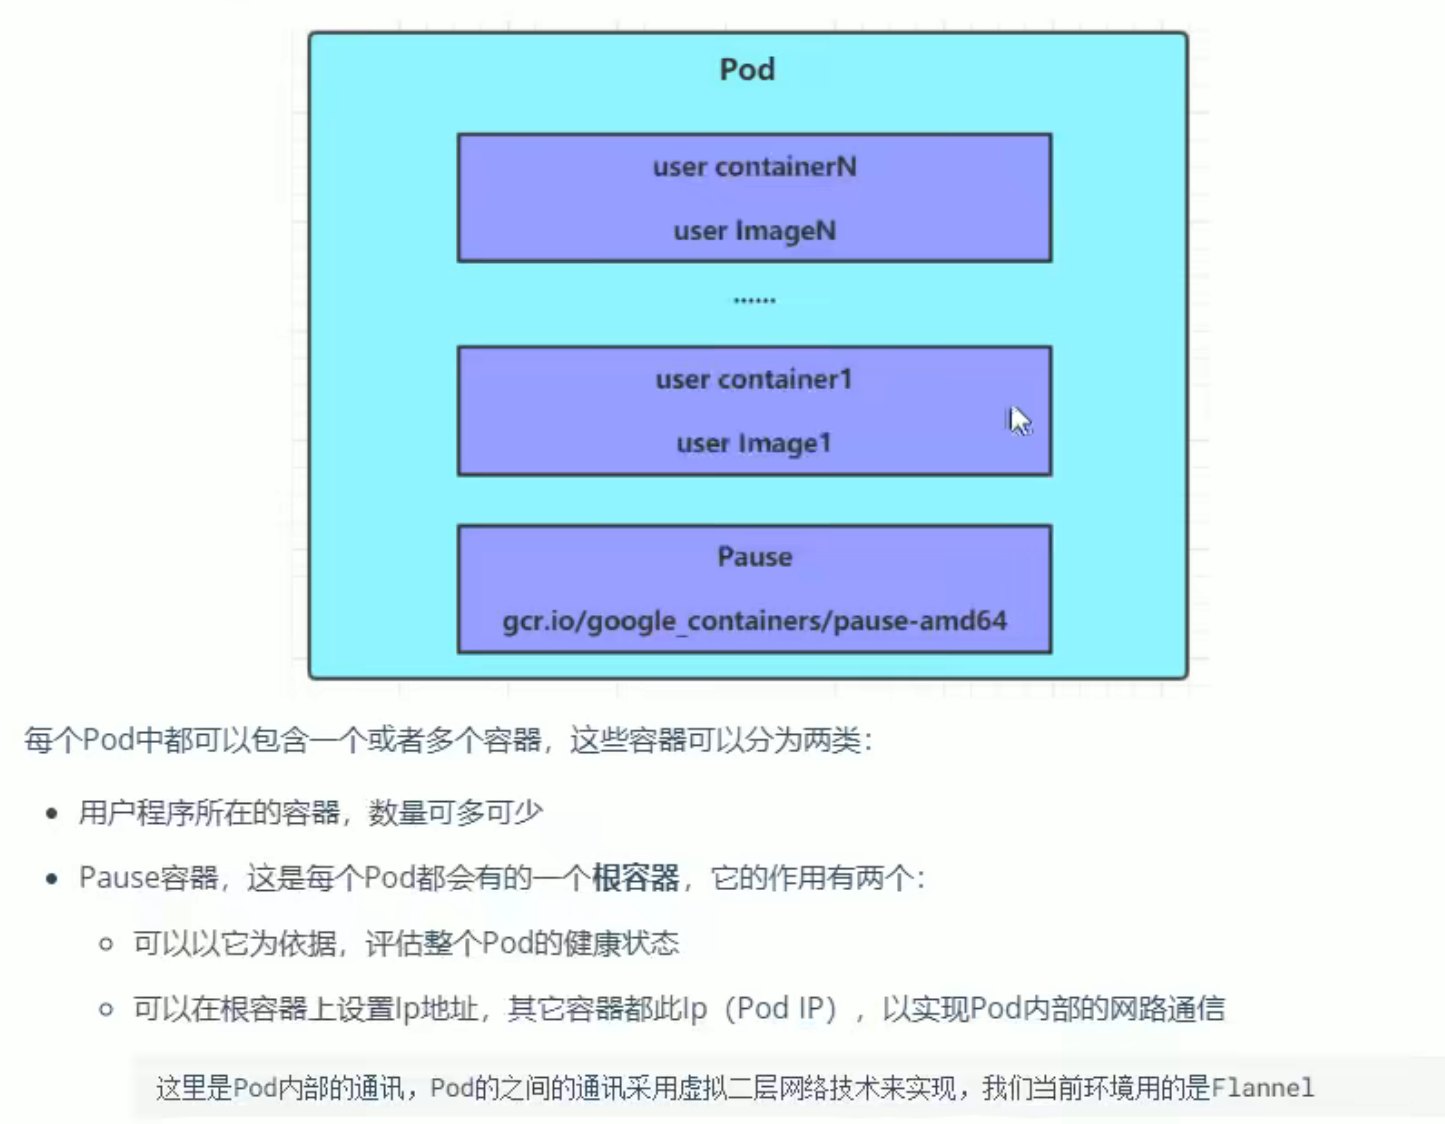 Pod
user containerN
user ImageN
......
user container1
user Image1
Pause
gcr.io/google_containers/pause-amd64
每个Pod中都可以包含一个或者多个容器，这些容器可以分为两类：
用户程序所在的容器，数量可多可少
Pause容器，这是每个Pod都会有的一个根容器，它的作用有两个：
可以以它为依据，评估整个Pod的健康状态
可以在根容器上设置Ip地址，其它容器都此Ip（Pod IP），以实现Pod内部的网路通信
这里是Pod内部的通讯，Pod的之间的通讯采用虚拟二层网络技术来实现，我们当前环境用的是Flannel